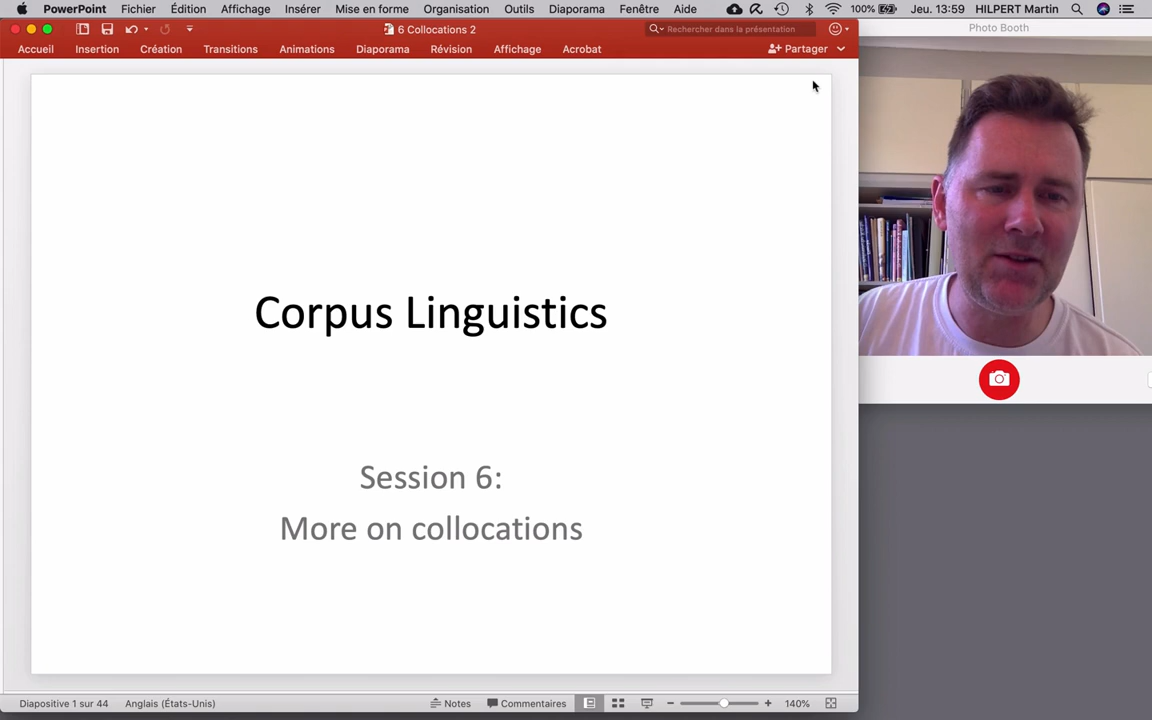 PowerPoint Fichier Édition Affichage Insérer Mise en forme Organisation Outils Diaporama Fenêtre Aide 100% Jeu. 13:59 HILPERT Martin
6 Collocations 2 Rechercher dans la présentation
Photo Booth
Accueil Insertion Création Transitions Animations Diaporama Révision Affichage Acrobat Partager
Corpus Linguistics
Session 6:
More on collocations
Diapositive 1 sur 44 Anglais (États-Unis) Notes Commentaires 140%